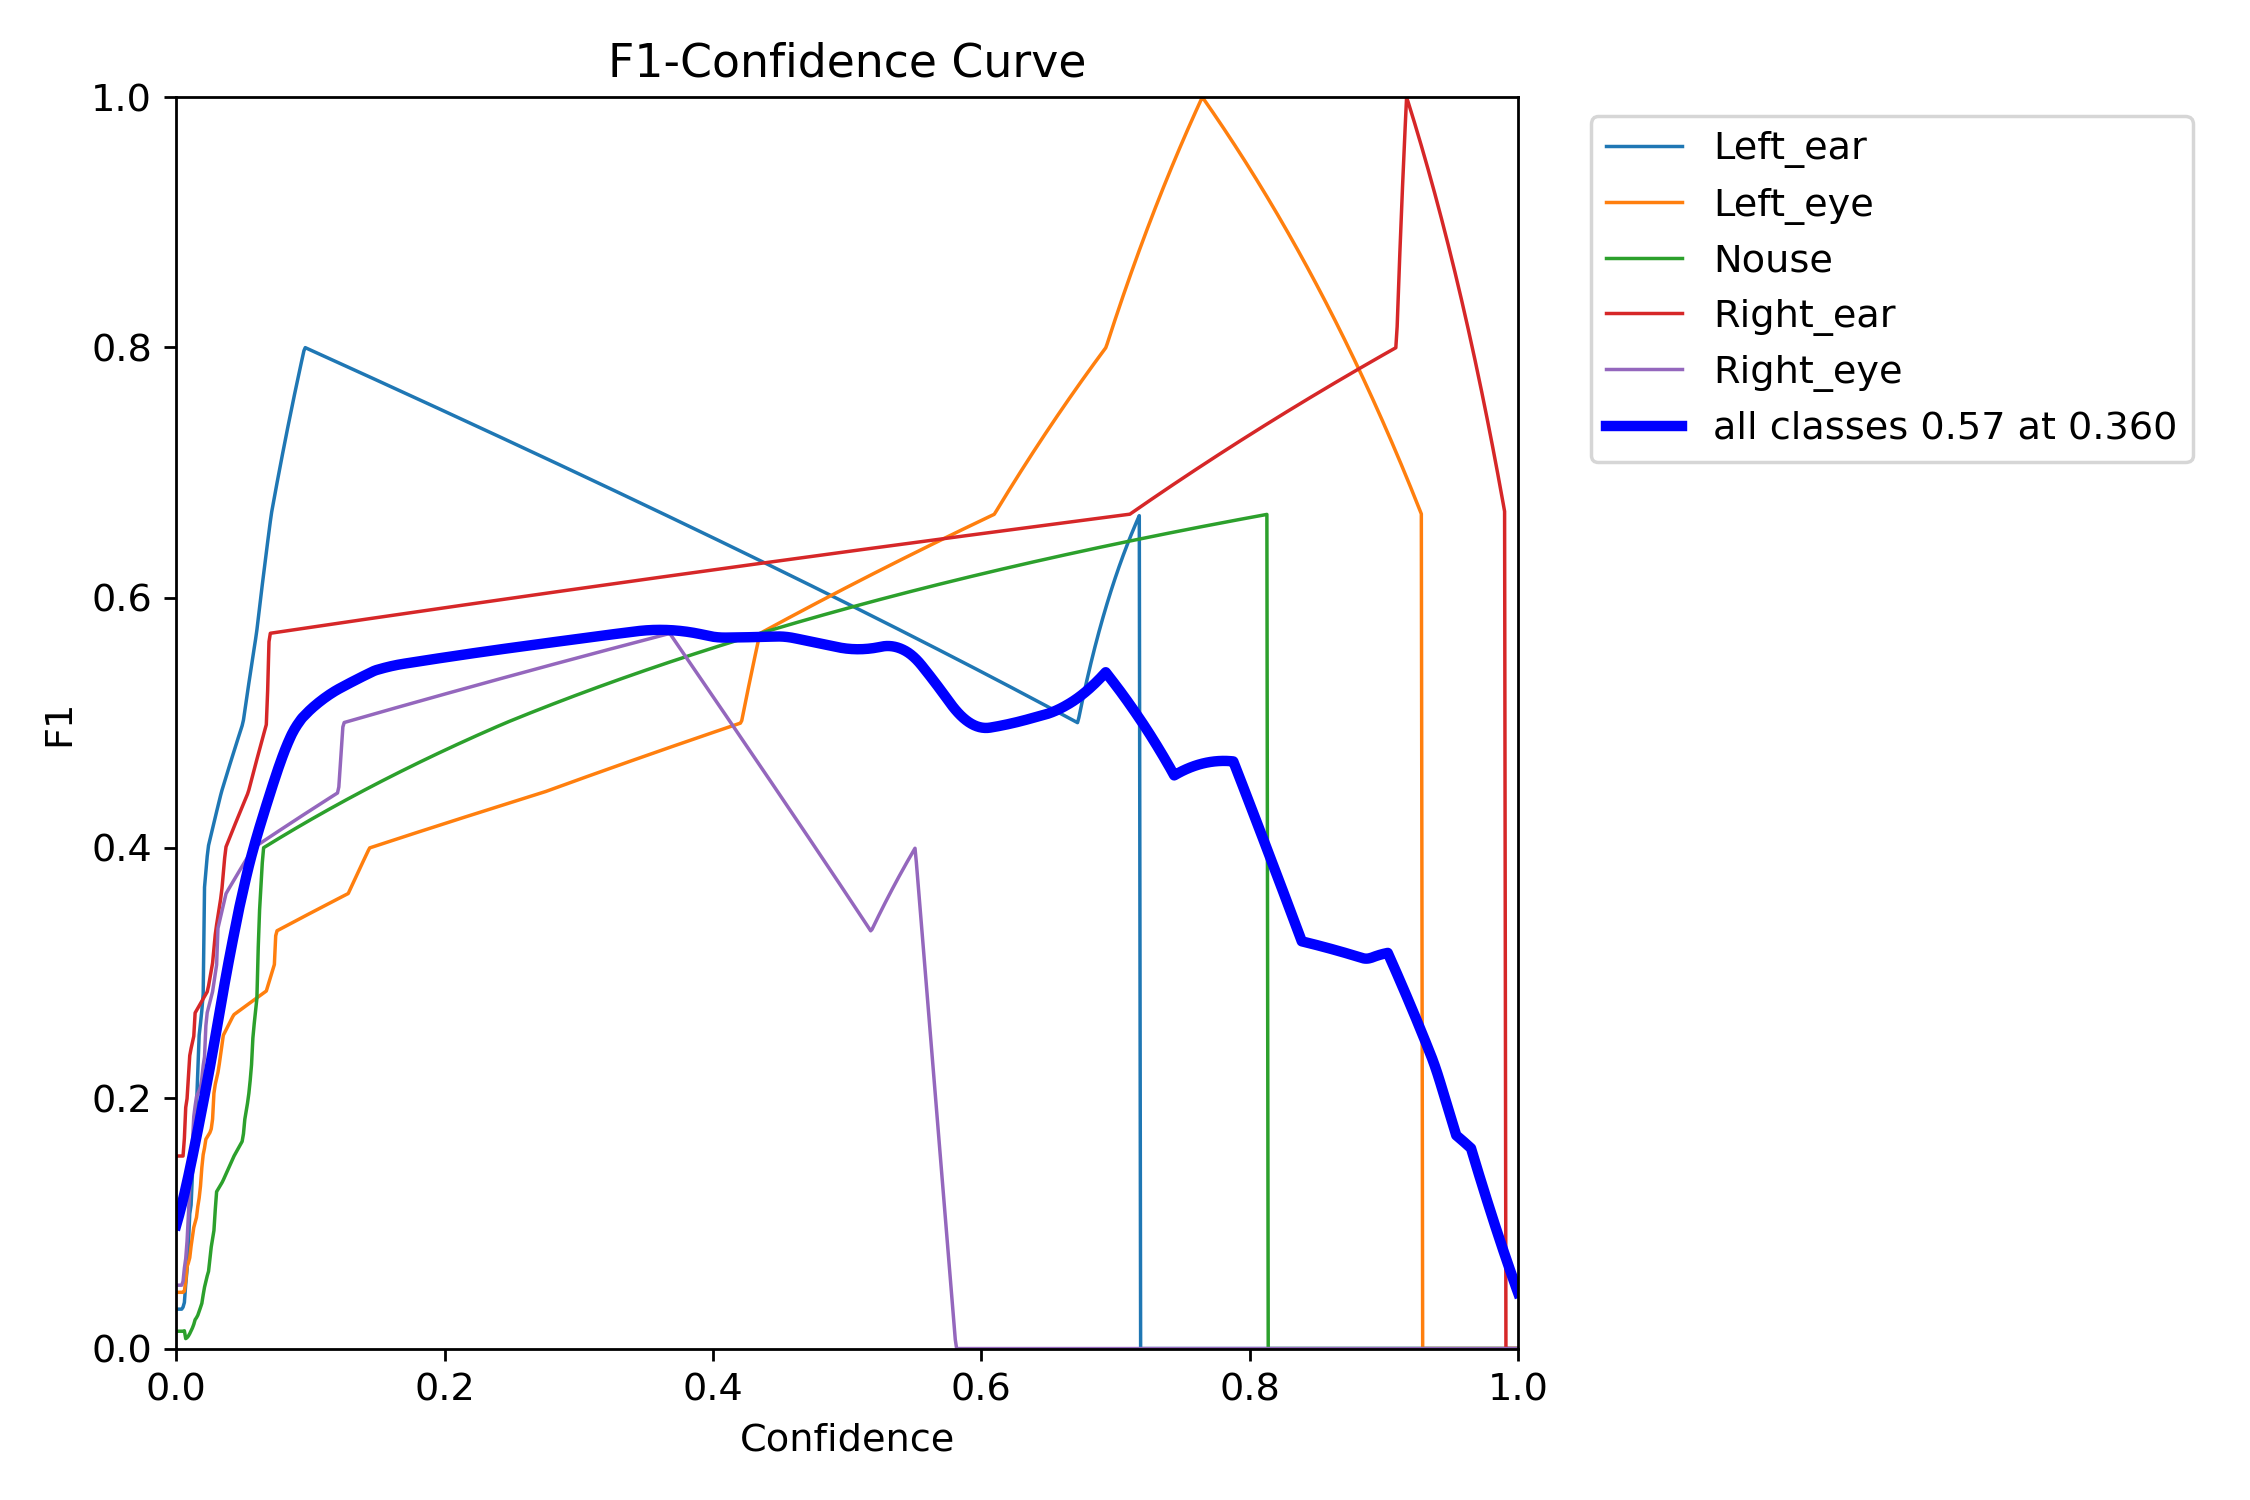 F1-Confidence Curve
1.0
0.8
0.6
0.4
0.2
0.0
F1
0.0 0.2 0.4 0.6 0.8 1.0
Confidence
Left_ear
Left_eye
Nouse
Right_ear
Right_eye
all classes 0.57 at 0.360